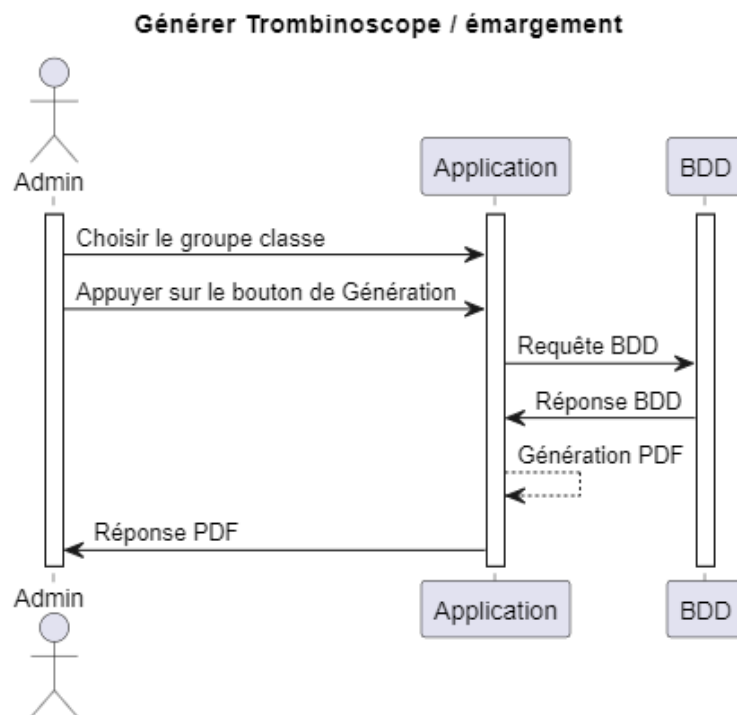 Générer Trombinoscope / émargement
Admin
Application
BDD
Choisir le groupe classe
Appuyer sur le bouton de Génération
Requête BDD
Réponse BDD
Génération PDF
Réponse PDF
Admin
Application
BDD